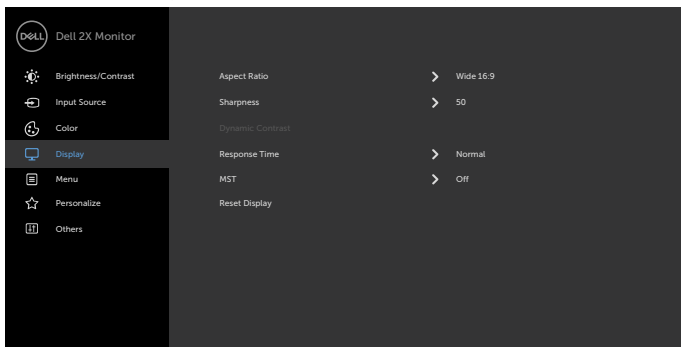 DELL Dell 2X Monitor
Brightness/Contrast
Aspect Ratio Wide 16:9
Input Source
Sharpness 50
Color
Dynamic Contrast
Display
Response Time Normal
Menu
MST Off
Personalize
Reset Display
Others